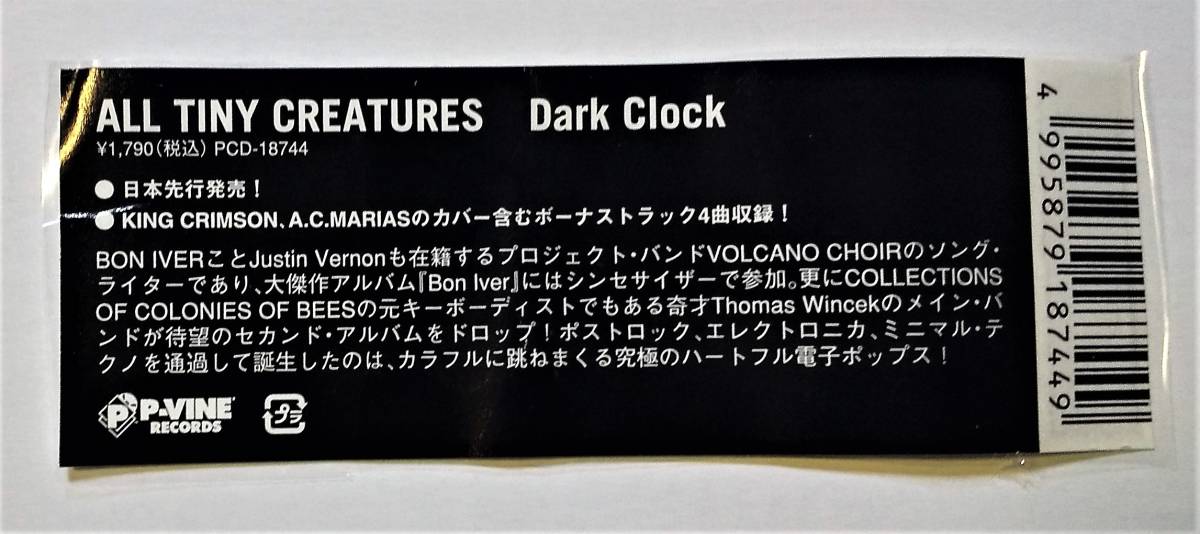 ALL TINY CREATURES Dark Clock
¥1,790(税込) PCD-18744
● 日本先行発売！
● KING CRIMSON、A.C.MARIASのカバー含むボーナストラック4曲収録！
BON IVERことJustin Vernonも在籍するプロジェクト・バンドVOLCANO CHOIRのソング・
ライターであり、大傑作アルバム『Bon Iver』にはシンセサイザーで参加。更にCOLLECTIONS
OF COLONIES OF BEESの元キーボーディストでもある奇才Thomas Wincekのメイン・バ
ンドが待望のセカンド・アルバムをドロップ！ポストロック、エレクトロニカ、ミニマル・テ
クノを通過して誕生したのは、カラフルに跳ねまくる究極のハートフル電子ポップス！
P P-VINE
RECORDS
プラ
4 995879 187449